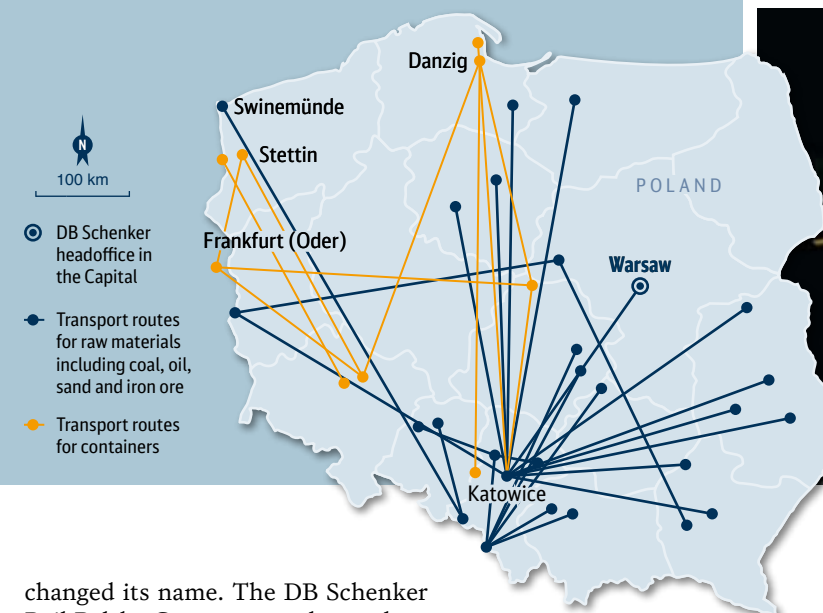 Danzig
Swinemünde
N
Stettin
100 km
POLAND
DB Schenker
headoffice in
the Capital
Frankfurt (Oder)
Warsaw
Transport routes
for raw materials
including coal, oil,
sand and iron ore
Transport routes
for containers
Katowice
changed its name. The DB Schenker